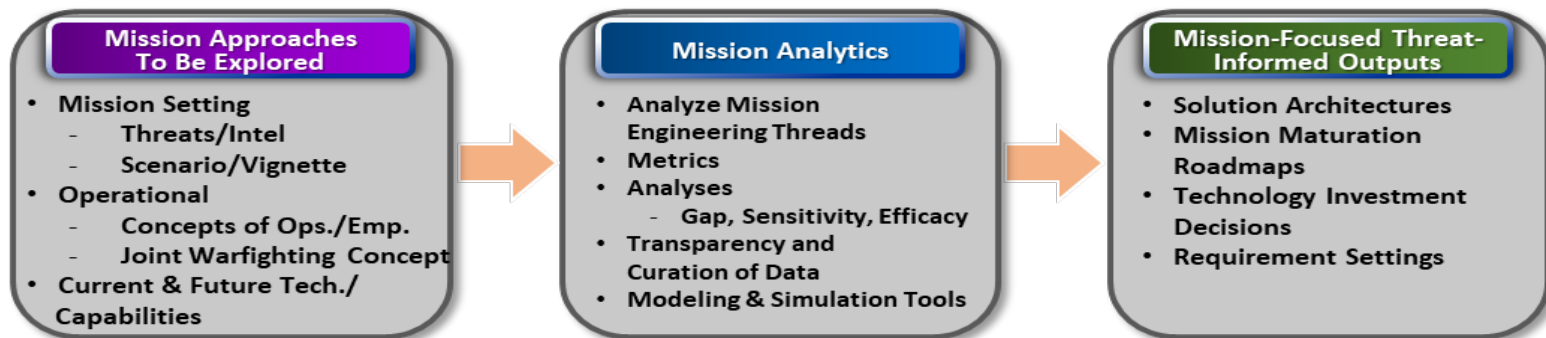 Mission Approaches
To Be Explored
• Mission Setting
- Threats/Intel
- Scenario/Vignette
• Operational
- Concepts of Ops./Emp.
- Joint Warfighting Concept
• Current & Future Tech./
Capabilities
Mission Analytics
• Analyze Mission
Engineering Threads
• Metrics
• Analyses
- Gap, Sensitivity, Efficacy
• Transparency and
Curation of Data
• Modeling & Simulation Tools
Mission-Focused Threat-
Informed Outputs
• Solution Architectures
• Mission Maturation
Roadmaps
• Technology Investment
Decisions
• Requirement Settings